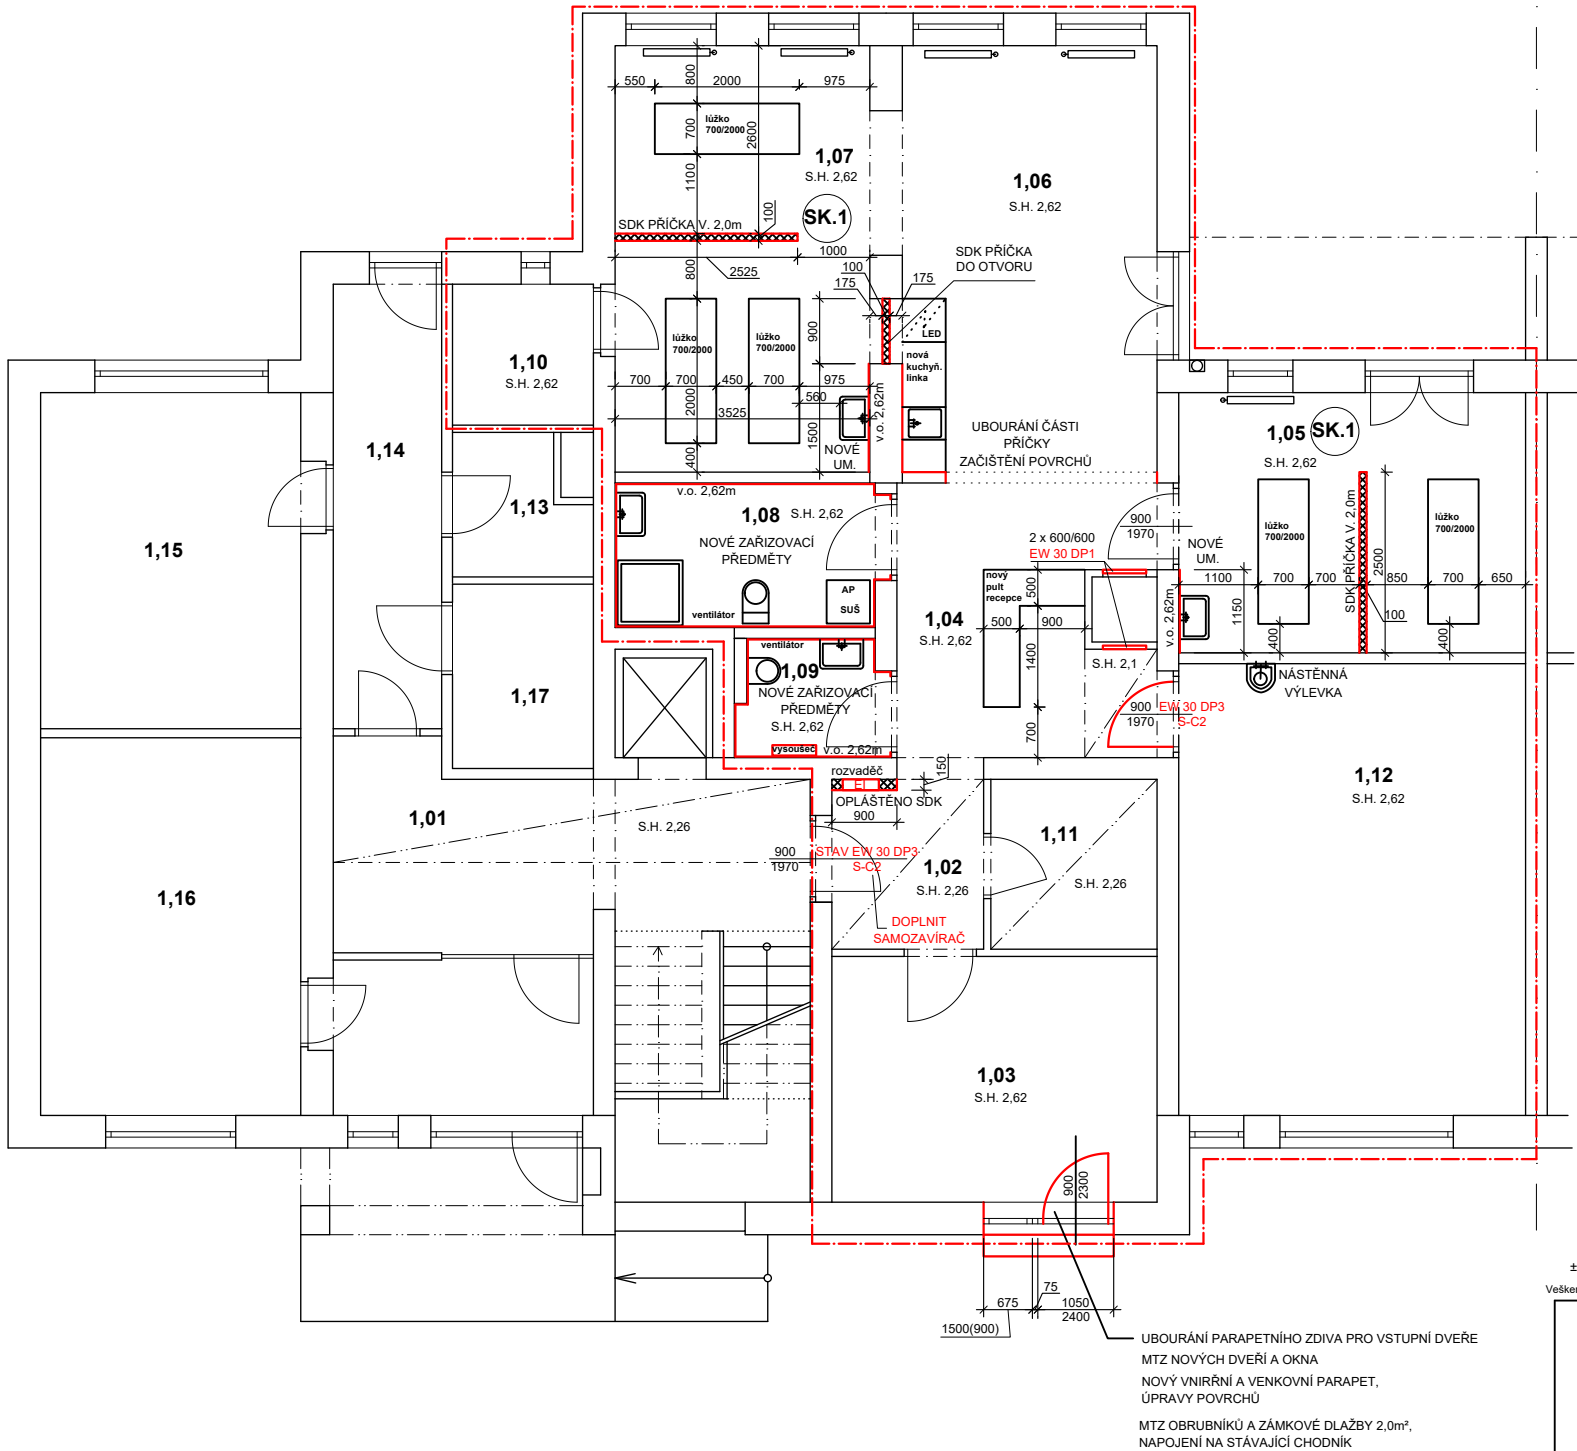 550
2000
975
800
700
1100
2600
100
lúžko
700/2000
1,07
S.H. 2,62
SK.1
SDK PŘÍČKA V. 2,0m
1,06
S.H. 2,62
SDK PŘÍČKA
DO OTVORU
1000
2525
800
100
175
175
900
LED
nová
kuchyň.
linka
lúžko
700/2000
lúžko
700/2000
700
700
450
700
975
560
3525
2000
400
1500
NOVÉ
UM.
v.o. 2,62m
1,10
S.H. 2,62
1,14
1,13
1,15
1,17
1,16
1,01
S.H. 2,26
UBOURÁNÍ ČÁSTI
PŘÍČKY
ZAČIŠTĚNÍ POVRCHŮ
1,05
SK.1
S.H. 2,62
v.o. 2,62m
1,08
S.H. 2,62
NOVÉ ZAŘIZOVACÍ
PŘEDMĚTY
ventilátor
AP
SUŠ
ventilátor
1,09
NOVÉ ZAŘIZOVACÍ
PŘEDMĚTY
S.H. 2,62
vysoušeč
v.o. 2,62m
2 x 600/600
EW 30 DP1
nový
pult
recepce
500
500
900
1400
700
1,04
S.H. 2,62
S.H. 2,1
900
1970
NOVÉ
UM.
v.o. 2,62m
1100
700
700
850
700
650
1150
400
400
2500
100
SDK PŘÍČKA V. 2,0m
lúžko
700/2000
lúžko
700/2000
NÁSTĚNNÁ
VÝLEVKA
900
1970
EW 30 DP3
S-C2
1,12
S.H. 2,62
rozvaděč
EI
OPLÁŠTĚNO SDK
900
150
900
1970
STAV EW 30 DP3
S-C2
1,02
S.H. 2,26
1,11
S.H. 2,26
DOPLNIT
SAMOZAVÍRAČ
1,03
S.H. 2,62
900
2300
675
75
1050
2400
1500(900)
±
Veškeré
UBOURÁNÍ PARAPETNÍHO ZDIVA PRO VSTUPNÍ DVEŘE
MTZ NOVÝCH DVEŘÍ A OKNA
NOVÝ VNIRŘNÍ A VENKOVNÍ PARAPET,
ÚPRAVY POVRCHŮ
MTZ OBRUBNÍKŮ A ZÁMKOVÉ DLAŽBY 2,0m²,
NAPOJENÍ NA STÁVAJÍCÍ CHODNÍK